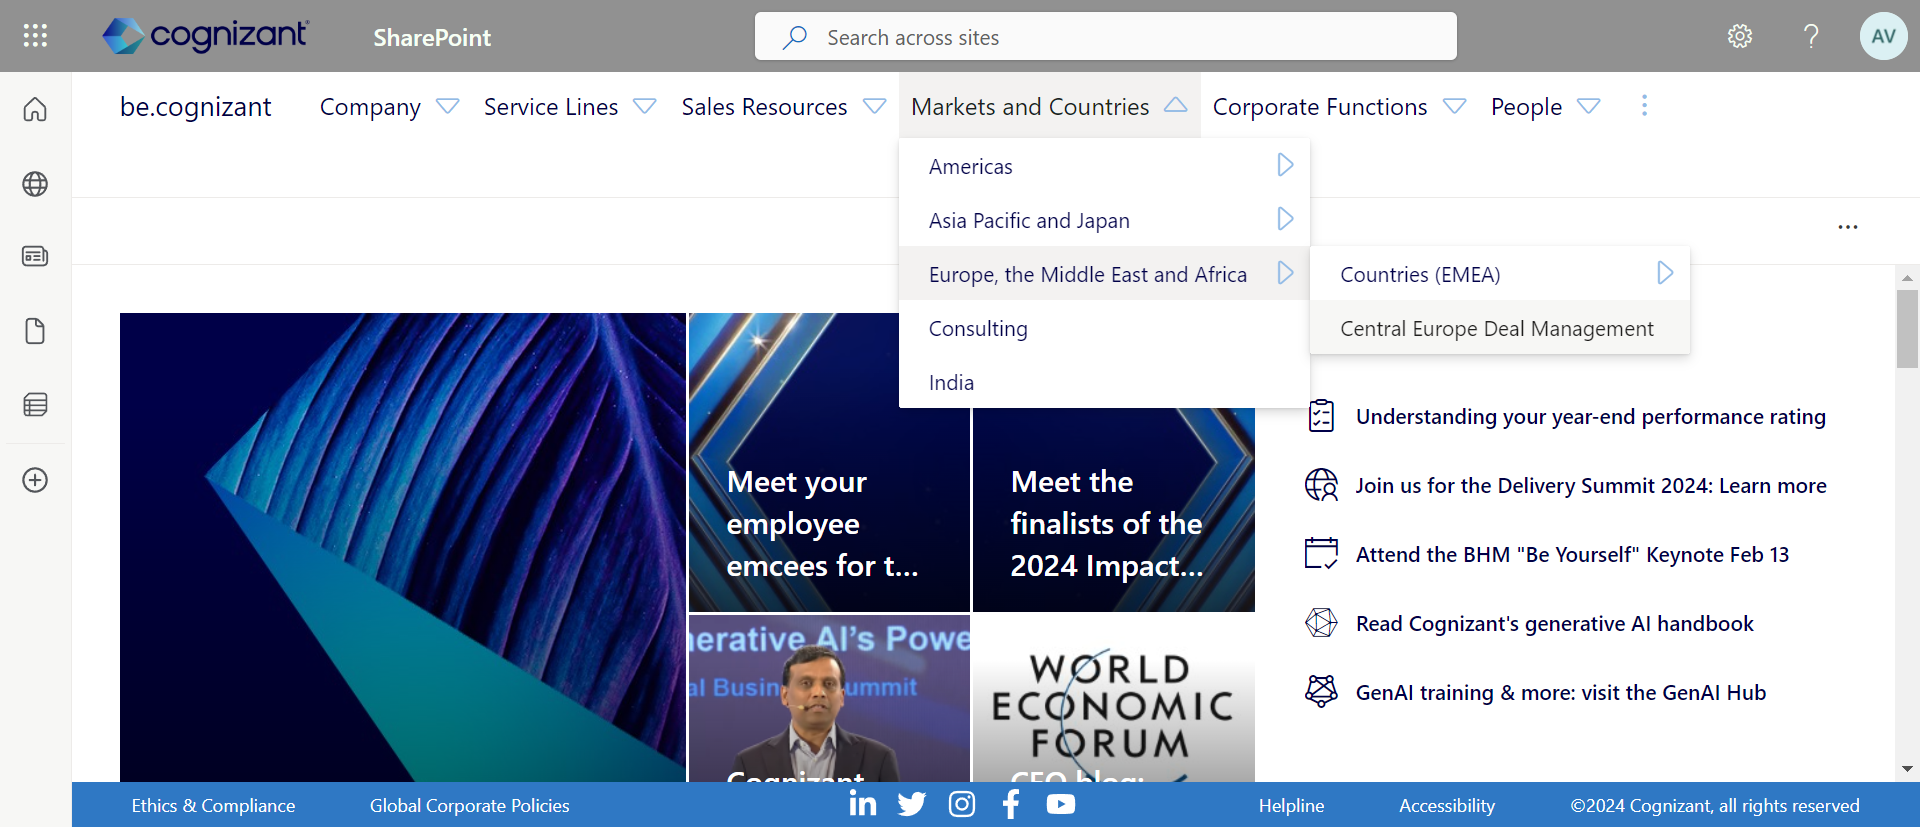 cognizant
SharePoint
Search across sites
AV
be.cognizant
Company
Service Lines
Sales Resources
Markets and Countries
Corporate Functions
People
Americas
Asia Pacific and Japan
Europe, the Middle East and Africa
Consulting
India
Countries (EMEA)
Central Europe Deal Management
Meet your
employee
emcees for t...
Meet the
finalists of the
2024 Impact...
nerative AI's Powe
al Busin
ummit
Cognizant
WORLD
ECONOMIC
FORUM
CEO blog:
Understanding your year-end performance rating
Join us for the Delivery Summit 2024: Learn more
Attend the BHM "Be Yourself" Keynote Feb 13
Read Cognizant's generative AI handbook
GenAI training & more: visit the GenAI Hub
Ethics & Compliance
Global Corporate Policies
Helpline
Accessibility
©2024 Cognizant, all rights reserved